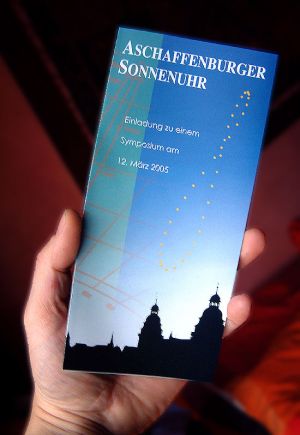 ASCHAFFENBURGER
SONNENUHR
Einladung zu einem
Symposium am
12. März 2005